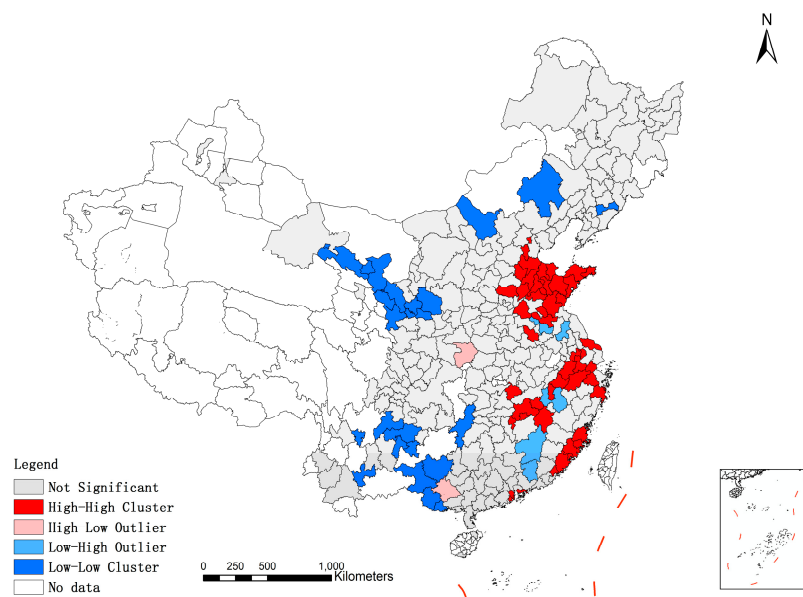 N
Legend
Not Significant
High-High Cluster
High Low Outlier
Low-High Outlier
Low-Low Cluster
No data
0 250 500 1,000
Kilometers